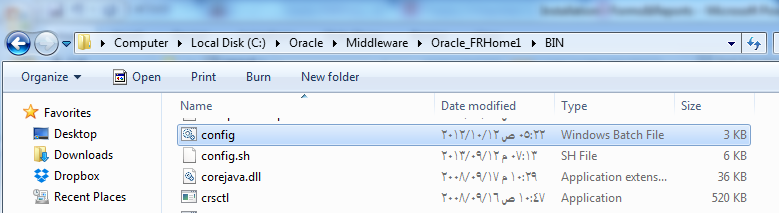 Computer Local Disk (C:) Oracle Middleware Oracle_FRHome1 BIN
Organize Open Print Burn New folder
Favorites Name Date modified Type Size
Desktop config ٢٠١٢/١٠/١٢ ص ٠٥:٢٢ Windows Batch File 3 KB
Downloads config.sh ٢٠١٣/٠٩/١٢ م ٠٧:١٣ SH File 6 KB
Dropbox corejava.dll ٢٠٠٨/٠٩/١٧ م ١٠:٢٩ Application extens... 36 KB
Recent Places crsctl ٢٠٠٨/٠٩/١٦ ص ١٠:٤٧ Application 520 KB